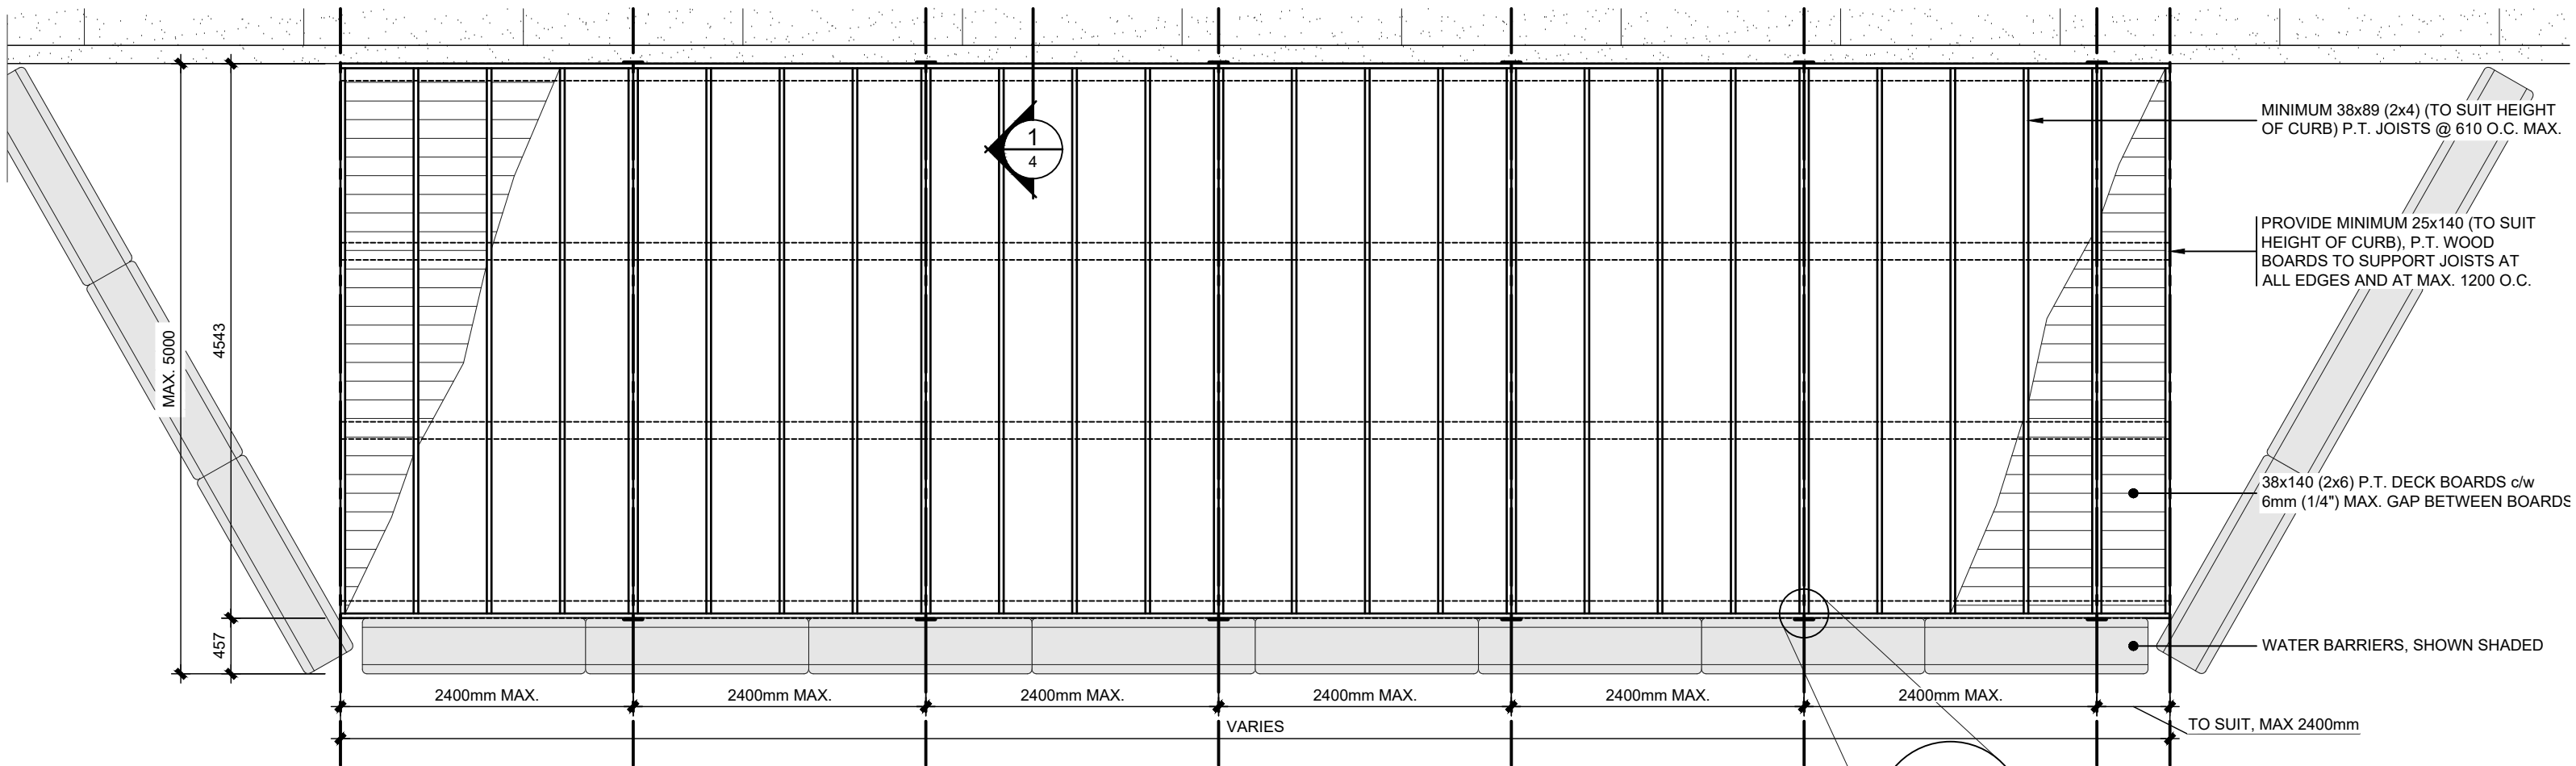 MINIMUM 38x89 (2x4) (TO SUIT HEIGHT
OF CURB) P.T. JOISTS @ 610 O.C. MAX.
1
4
PROVIDE MINIMUM 25x140 (TO SUIT
HEIGHT OF CURB), P.T. WOOD
BOARDS TO SUPPORT JOISTS AT
ALL EDGES AND AT MAX. 1200 O.C.
MAX. 5000
4543
457
38x140 (2x6) P.T. DECK BOARDS c/w
6mm (1/4") MAX. GAP BETWEEN BOARDS
WATER BARRIERS, SHOWN SHADED
2400mm MAX.
2400mm MAX.
2400mm MAX.
2400mm MAX.
2400mm MAX.
2400mm MAX.
TO SUIT, MAX 2400mm
VARIES